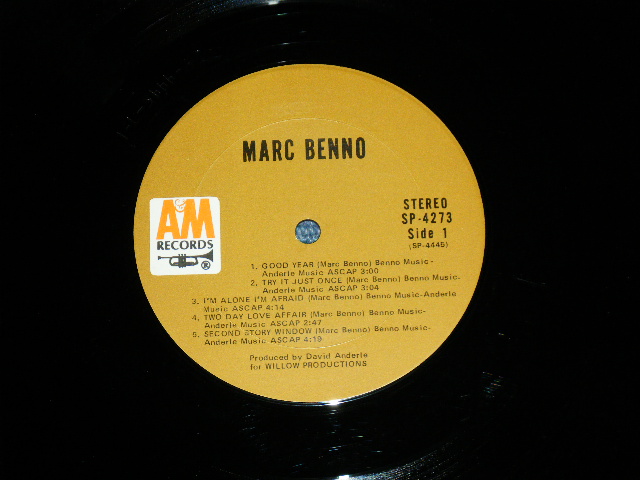 MARC BENNO
A&M
RECORDS
®
STEREO
SP-4273
Side 1
(SP-4445)
1. GOOD YEAR (Marc Benno) Benno Music-
Anderle Music ASCAP 3:00
2. TRY IT JUST ONCE (Marc Benno) Benno Music-
Anderle Music ASCAP 3:04
3. I'M ALONE I'M AFRAID (Marc Benno) Benno Music-Anderle
Music ASCAP 4:14
4. TWO DAY LOVE AFFAIR (Marc Benno) Benno Music-
Anderle Music ASCAP 2:47
5. SECOND STORY WINDOW (Marc Benno) Benno Music-
Anderle Music ASCAP 4:19
Produced by David Anderle
for WILLOW PRODUCTIONS